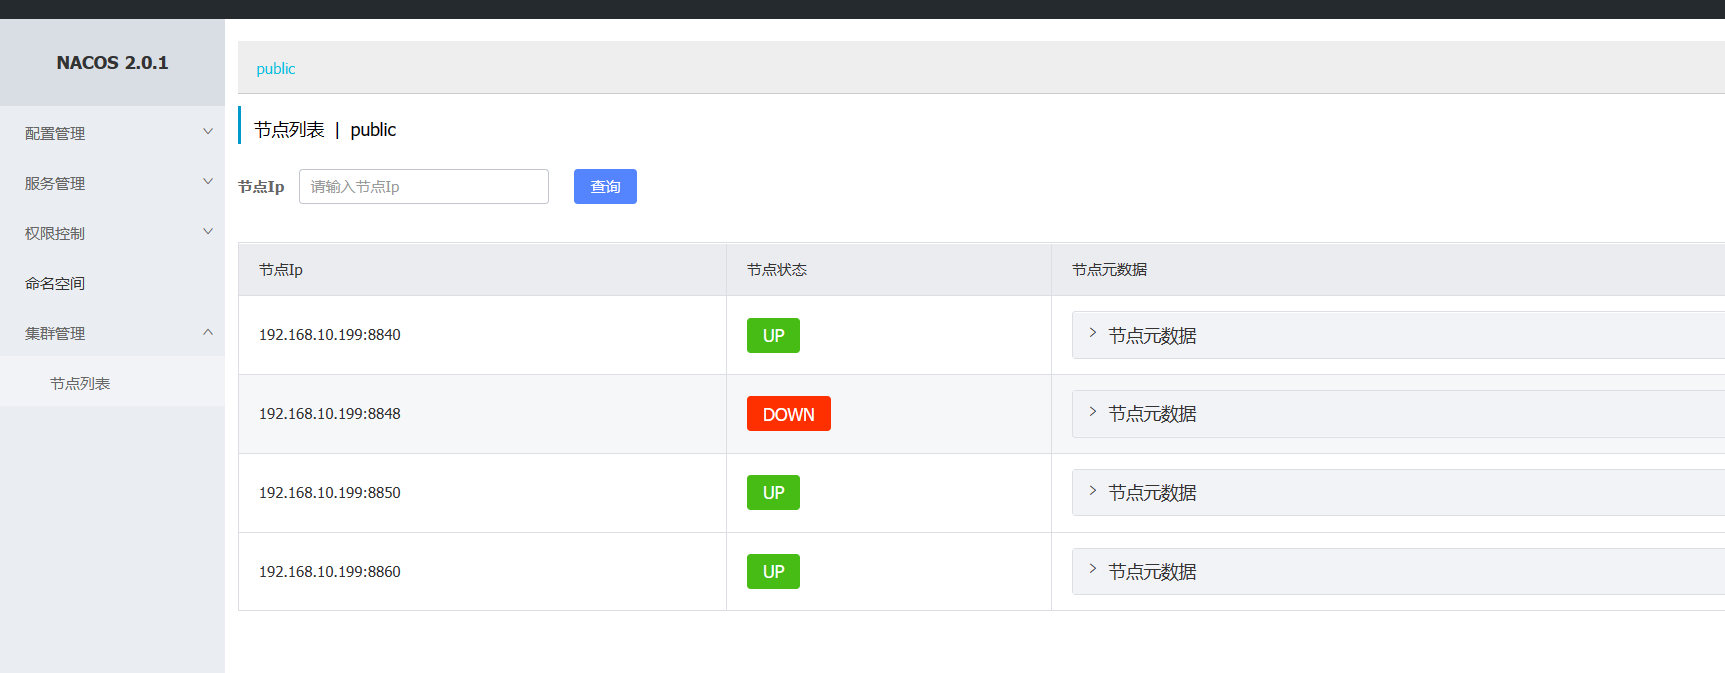 NACOS 2.0.1
配置管理
服务管理
权限控制
命名空间
集群管理
节点列表
public
节点列表 | public
节点Ip 请输入节点Ip 查询
节点Ip 节点状态 节点元数据
192.168.10.199:8840 UP 节点元数据
192.168.10.199:8848 DOWN 节点元数据
192.168.10.199:8850 UP 节点元数据
192.168.10.199:8860 UP 节点元数据